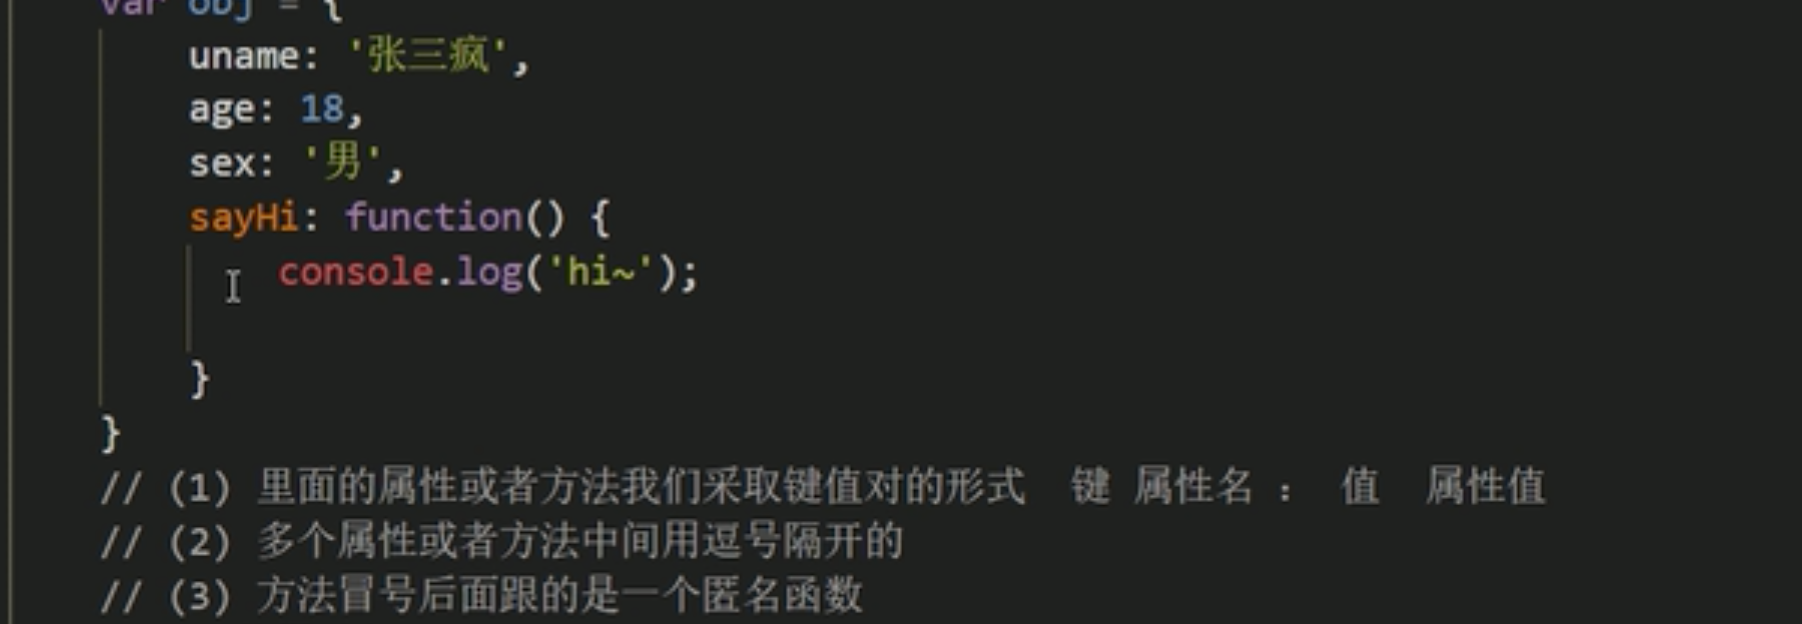 var obj = {
uname: '张三疯',
age: 18,
sex: '男',
sayHi: function() {
console.log('hi~');
}
}
// (1) 里面的属性或者方法我们采取键值对的形式 键 属性名 ： 值 属性值
// (2) 多个属性或者方法中间用逗号隔开的
// (3) 方法冒号后面跟的是一个匿名函数